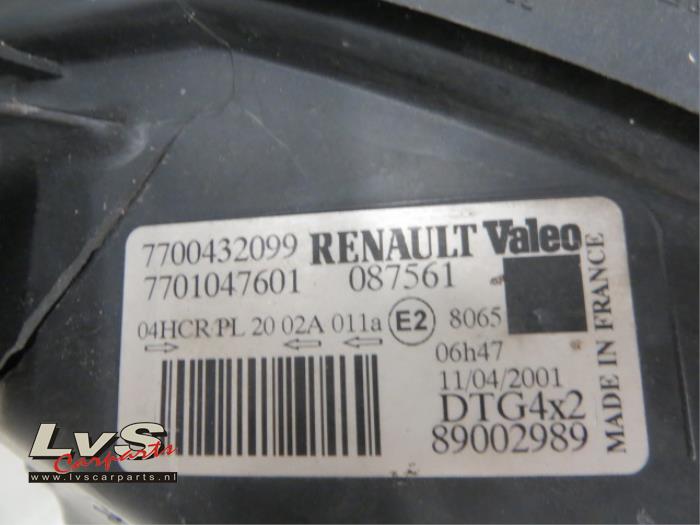 7700432099 RENAULT Valeo
7701047601 087561
04HCR/PL 20 02A 011a E2 8065
06h47
11/04/2001
DTG4x2
89002989
MADE IN FRANCE
LvS
Carparts
www.lvscarparts.nl